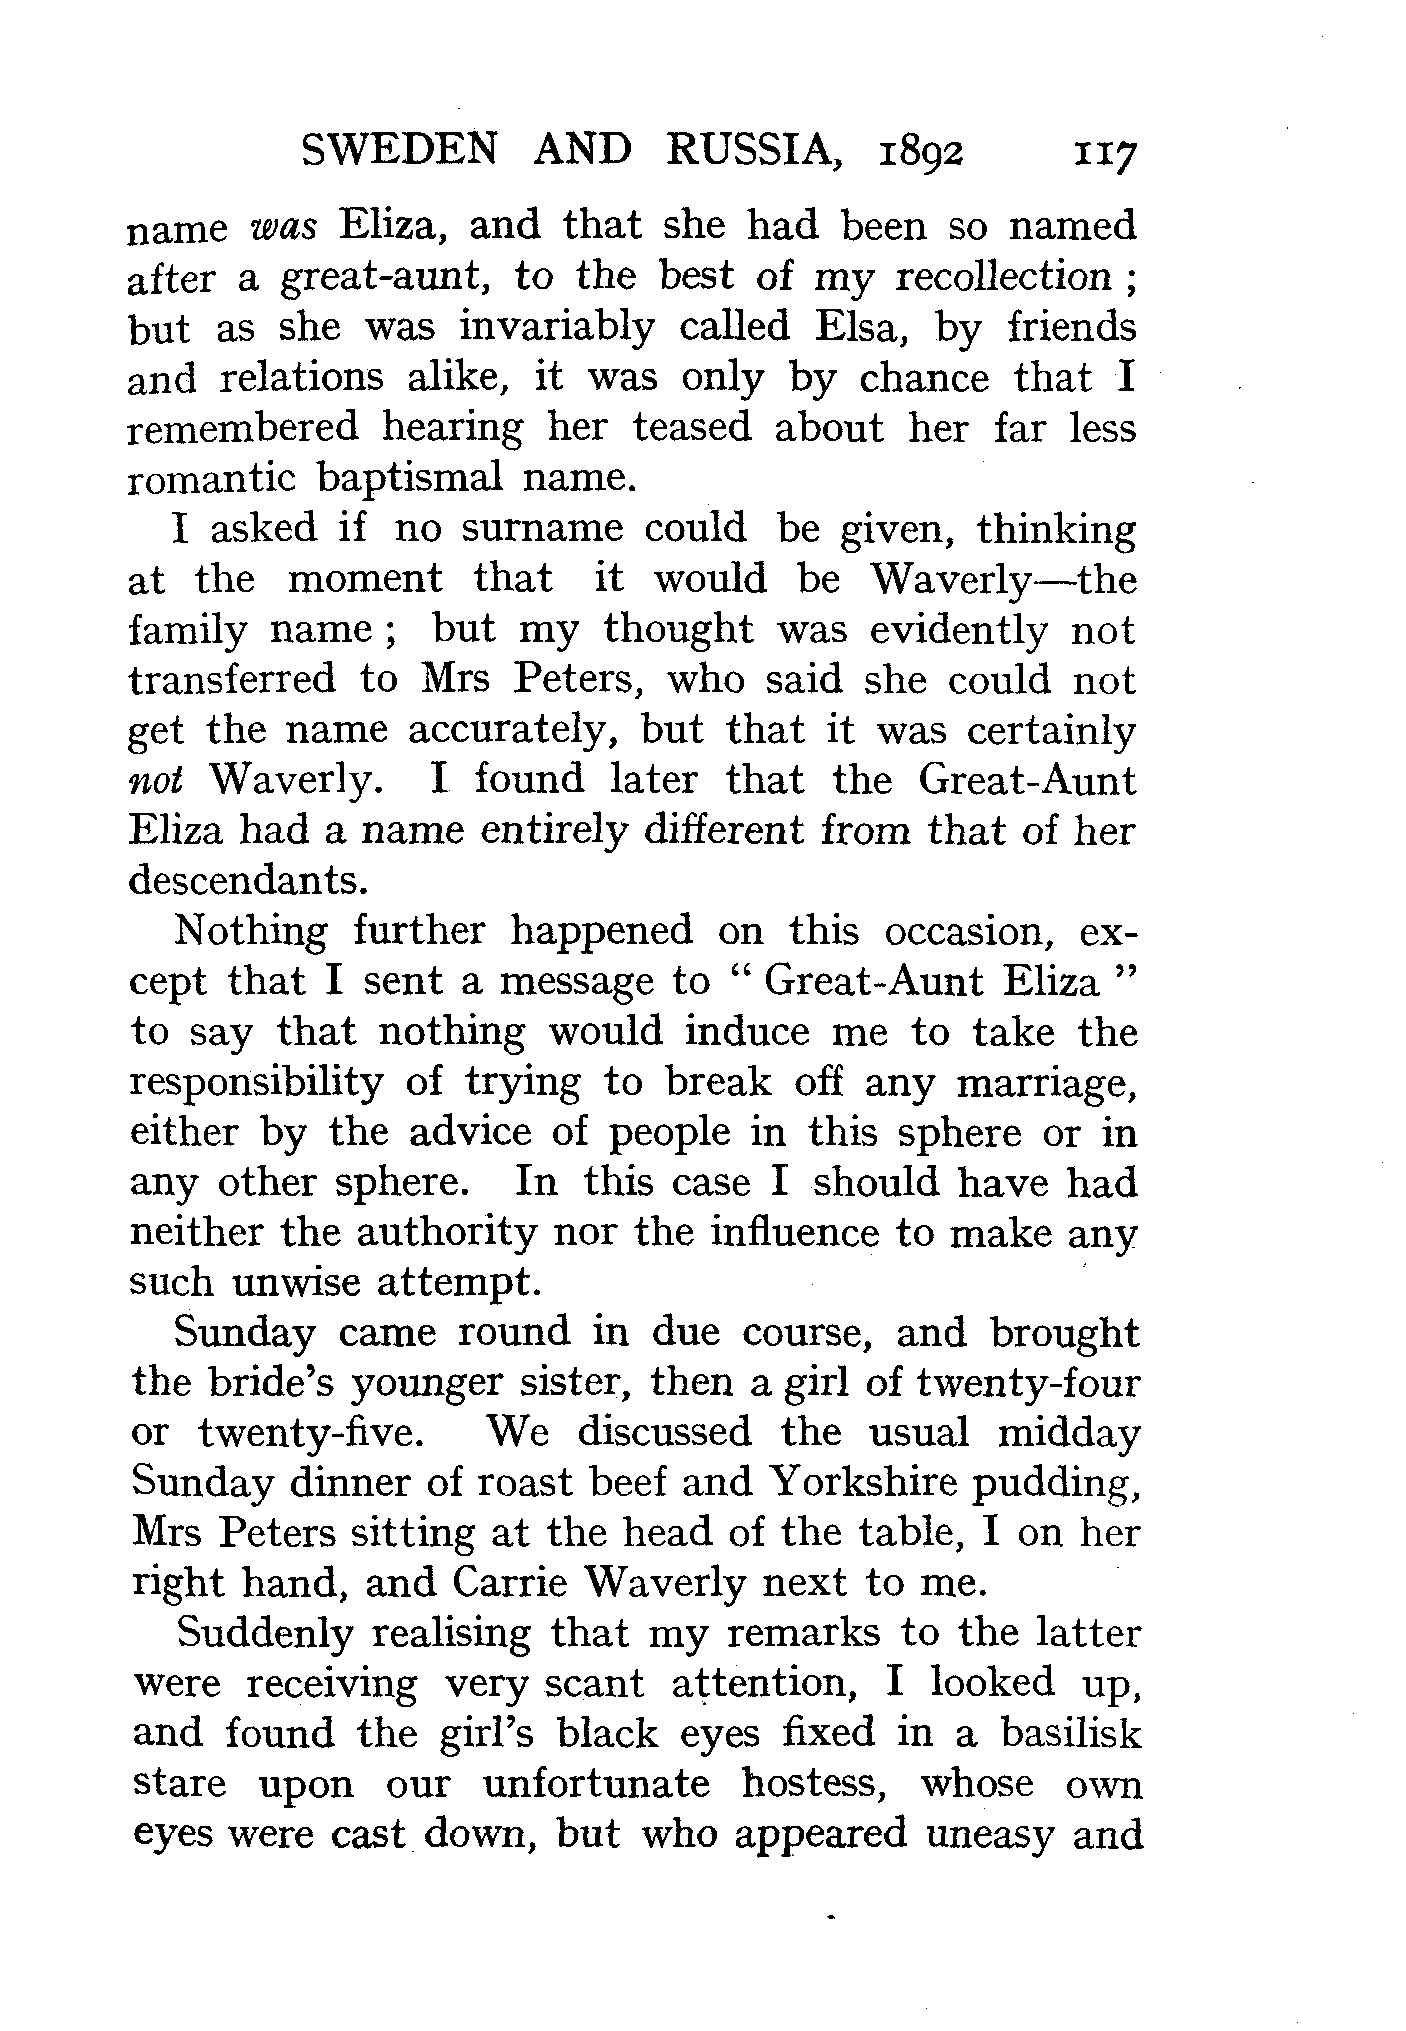 SWEDEN AND RUSSIA, 1892 117
name was Eliza, and that she had been so named
after a great-aunt, to the best of my recollection ;
but as she was invariably called Elsa, by friends
and relations alike, it was only by chance that I
remembered hearing her teased about her far less
romantic baptismal name.
I asked if no surname could be given, thinking
at the moment that it would be Waverly—the
family name ; but my thought was evidently not
transferred to Mrs Peters, who said she could not
get the name accurately, but that it was certainly
not Waverly. I found later that the Great-Aunt
Eliza had a name entirely different from that of her
descendants.
Nothing further happened on this occasion, ex-
cept that I sent a message to “ Great-Aunt Eliza ”
to say that nothing would induce me to take the
responsibility of trying to break off any marriage,
either by the advice of people in this sphere or in
any other sphere. In this case I should have had
neither the authority nor the influence to make any
such unwise attempt.
Sunday came round in due course, and brought
the bride’s younger sister, then a girl of twenty-four
or twenty-five. We discussed the usual midday
Sunday dinner of roast beef and Yorkshire pudding,
Mrs Peters sitting at the head of the table, I on her
right hand, and Carrie Waverly next to me.
Suddenly realising that my remarks to the latter
were receiving very scant attention, I looked up,
and found the girl’s black eyes fixed in a basilisk
stare upon our unfortunate hostess, whose own
eyes were cast down, but who appeared uneasy and